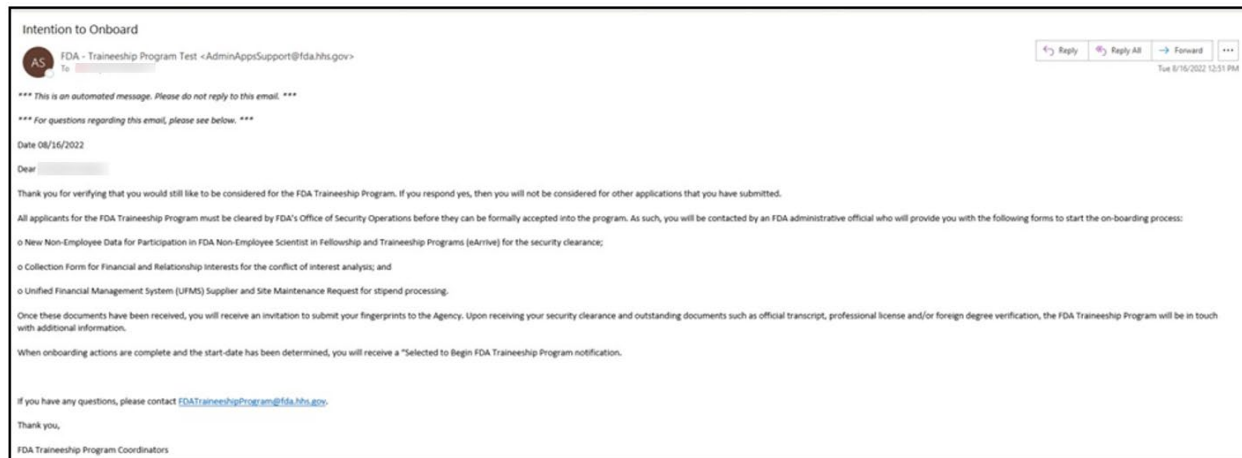 Intention to Onboard
AS
FDA - Traineeship Program Test <AdminAppsSupport@fda.hhs.gov>
To
Reply
Reply All
Forward
...
Tue 8/16/2022 12:51 PM
*** This is an automated message. Please do not reply to this email. ***
*** For questions regarding this email, please see below. ***
Date 08/16/2022
Dear
Thank you for verifying that you would still like to be considered for the FDA Traineeship Program. If you respond yes, then you will not be considered for other applications that you have submitted.
All applicants for the FDA Traineeship Program must be cleared by FDA's Office of Security Operations before they can be formally accepted into the program. As such, you will be contacted by an FDA administrative official who will provide you with the following forms to start the on-boarding process:
o New Non-Employee Data for Participation in FDA Non-Employee Scientist in Fellowship and Traineeship Programs (eArrive) for the security clearance;
o Collection Form for Financial and Relationship Interests for the conflict of interest analysis; and
o Unified Financial Management System (UFMS) Supplier and Site Maintenance Request for stipend processing.
Once these documents have been received, you will receive an invitation to submit your fingerprints to the Agency. Upon receiving your security clearance and outstanding documents such as official transcript, professional license and/or foreign degree verification, the FDA Traineeship Program will be in touch
with additional information.
When onboarding actions are complete and the start-date has been determined, you will receive a "Selected to Begin FDA Traineeship Program notification.
If you have any questions, please contact FDATraineeshipProgram@fda.hhs.gov.
Thank you,
FDA Traineeship Program Coordinators